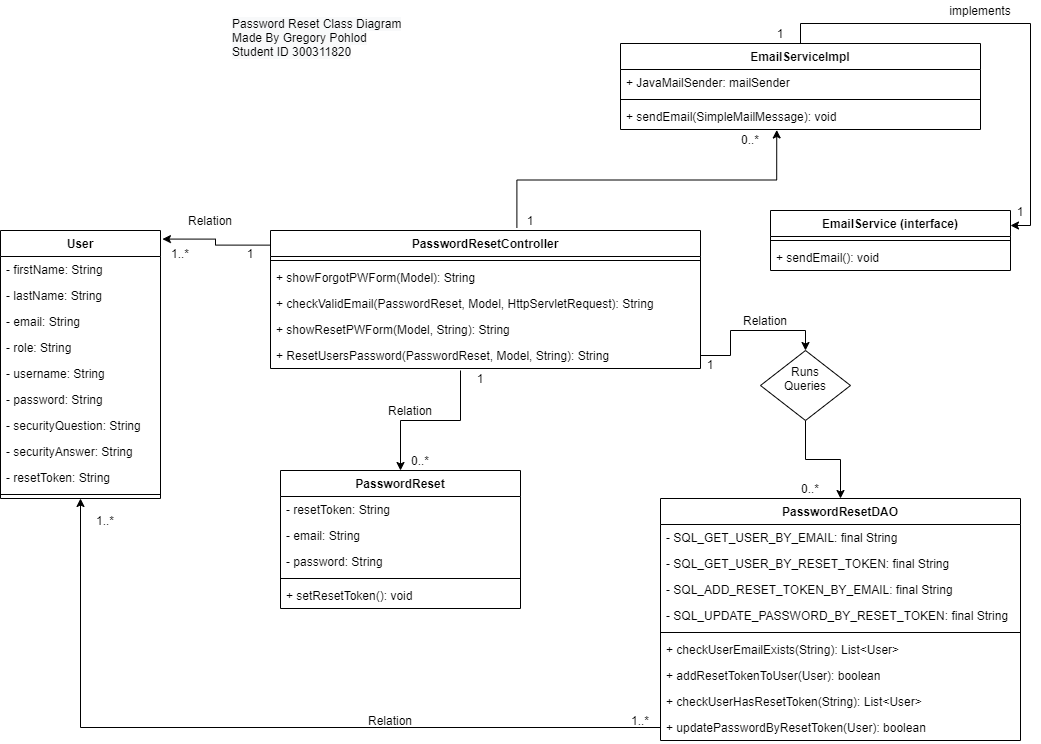 Password Reset Class Diagram
Made By Gregory Pohlod
Student ID 300311820
implements
1
EmailServiceImpl
+ JavaMailSender: mailSender
+ sendEmail(SimpleMailMessage): void
0..*
1
EmailService (interface)
+ sendEmail(): void
Relation
1..*
1
1
User
- firstName: String
- lastName: String
- email: String
- role: String
- username: String
- password: String
- securityQuestion: String
- securityAnswer: String
- resetToken: String
1..*
PasswordResetController
+ showForgotPWForm(Model): String
+ checkValidEmail(PasswordReset, Model, HttpServletRequest): String
+ showResetPWForm(Model, String): String
+ ResetUsersPassword(PasswordReset, Model, String): String
1
Relation
1
Relation
Runs
Queries
0..*
PasswordReset
- resetToken: String
- email: String
- password: String
+ setResetToken(): void
0..*
PasswordResetDAO
- SQL_GET_USER_BY_EMAIL: final String
- SQL_GET_USER_BY_RESET_TOKEN: final String
- SQL_ADD_RESET_TOKEN_BY_EMAIL: final String
- SQL_UPDATE_PASSWORD_BY_RESET_TOKEN: final String
+ checkUserEmailExists(String): List<User>
+ addResetTokenToUser(User): boolean
+ checkUserHasResetToken(String): List<User>
+ updatePasswordByResetToken(User): boolean
Relation
1..*